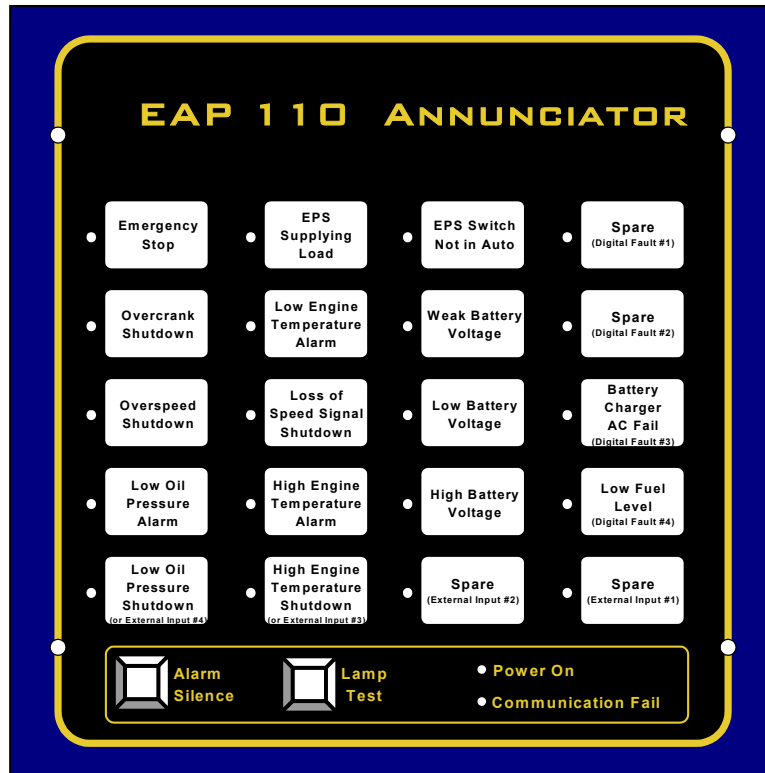 EAP 110 ANNUNCIATOR
Emergency
Stop
EPS
Supplying
Load
EPS Switch
Not in Auto
Spare
(Digital Fault #1)
Overcrank
Shutdown
Low Engine
Temperature
Alarm
Weak Battery
Voltage
Spare
(Digital Fault #2)
Overspeed
Shutdown
Loss of
Speed Signal
Shutdown
Low Battery
Voltage
Battery
Charger
AC Fail
(Digital Fault #3)
Low Oil
Pressure
Alarm
High Engine
Temperature
Alarm
High Battery
Voltage
Low Fuel
Level
(Digital Fault #4)
Low Oil
Pressure
Shutdown
(or External Input #4)
High Engine
Temperature
Shutdown
(or External Input #3)
Spare
(External Input #2)
Spare
(External Input #1)
Alarm
Silence
Lamp
Test
Power On
Communication Fail